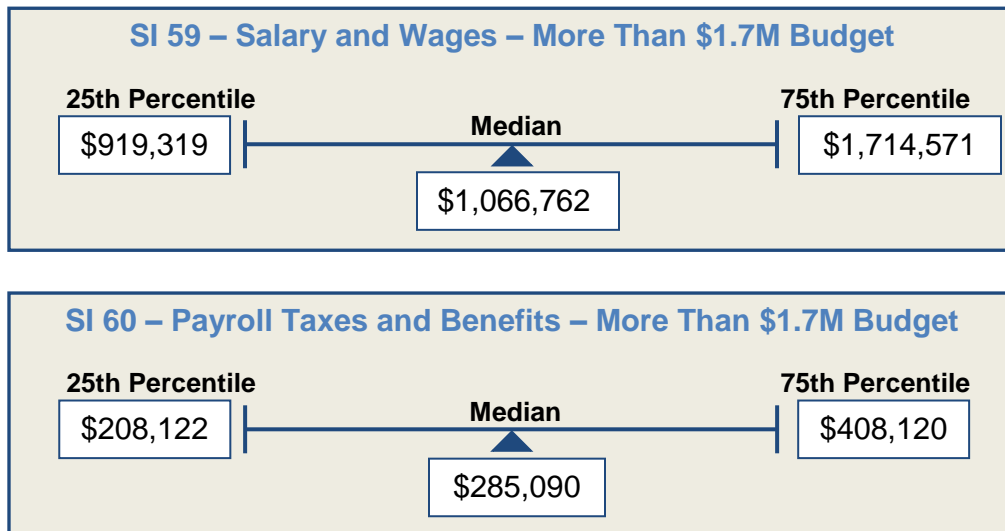 SI 59 – Salary and Wages – More Than $1.7M Budget
25th Percentile
75th Percentile
Median
$919,319
$1,714,571
$1,066,762
SI 60 – Payroll Taxes and Benefits – More Than $1.7M Budget
25th Percentile
75th Percentile
Median
$208,122
$408,120
$285,090